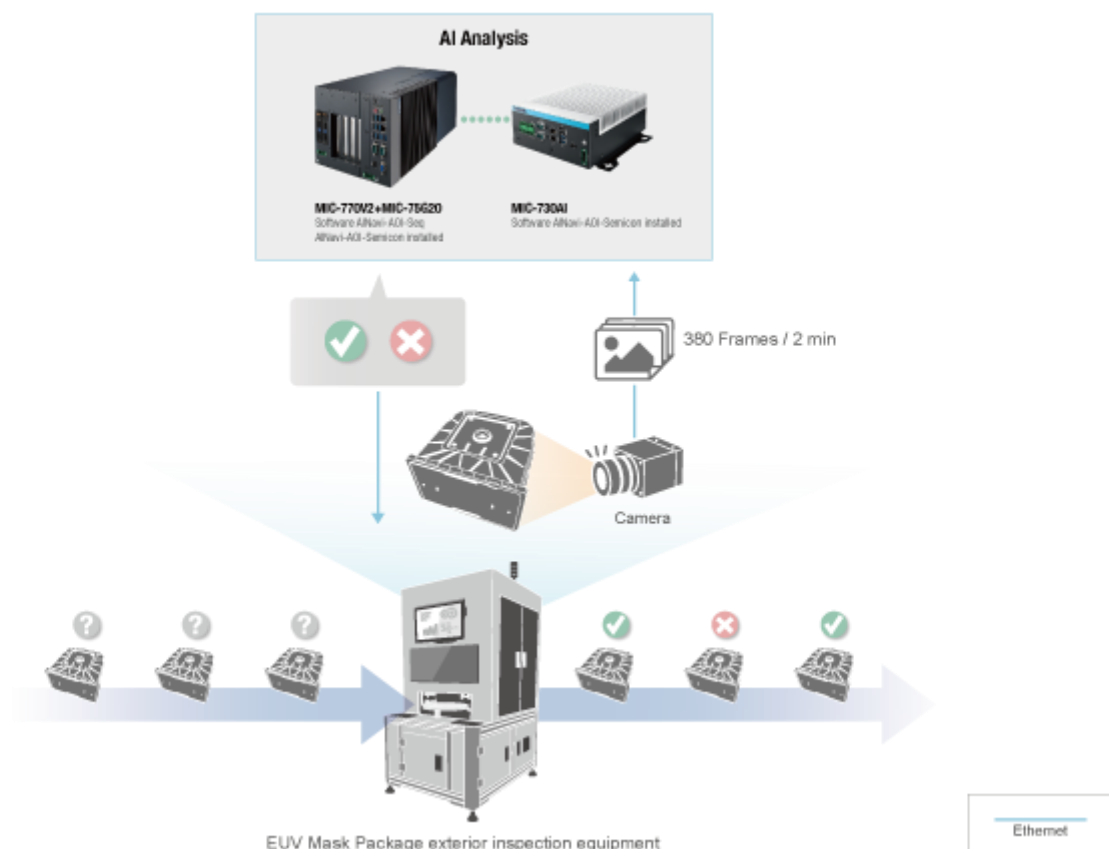 AI Analysis
MIC-770V2+MIC-75G20
Software AINavi-AOI-Seq
AINavi-AOI-Semicon installed
MIC-730AI
Software AINavi-AOI-Semicon installed
380 Frames / 2 min
Camera
EUV Mask Package exterior inspection equipment
Ethernet